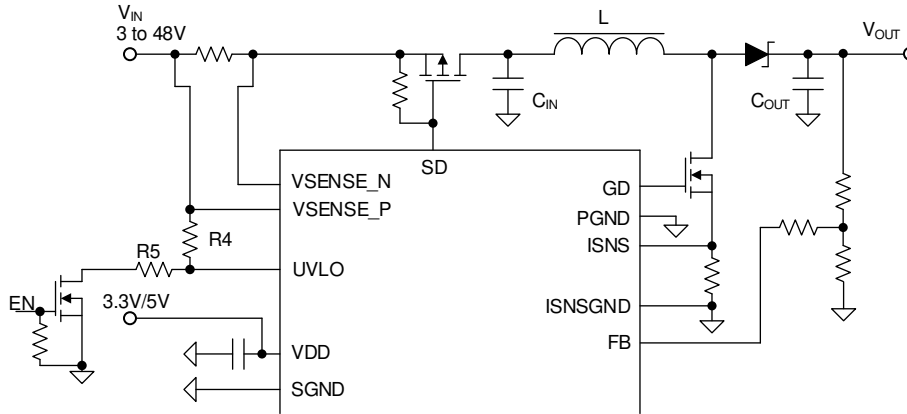 VIN
3 to 48V
L
VOUT
CIN
COUT
SD
VSENSE_N
GD
VSENSE_P
PGND
R4
ISNS
R5
UVLO
EN
3.3V/5V
ISNSGND
VDD
FB
SGND